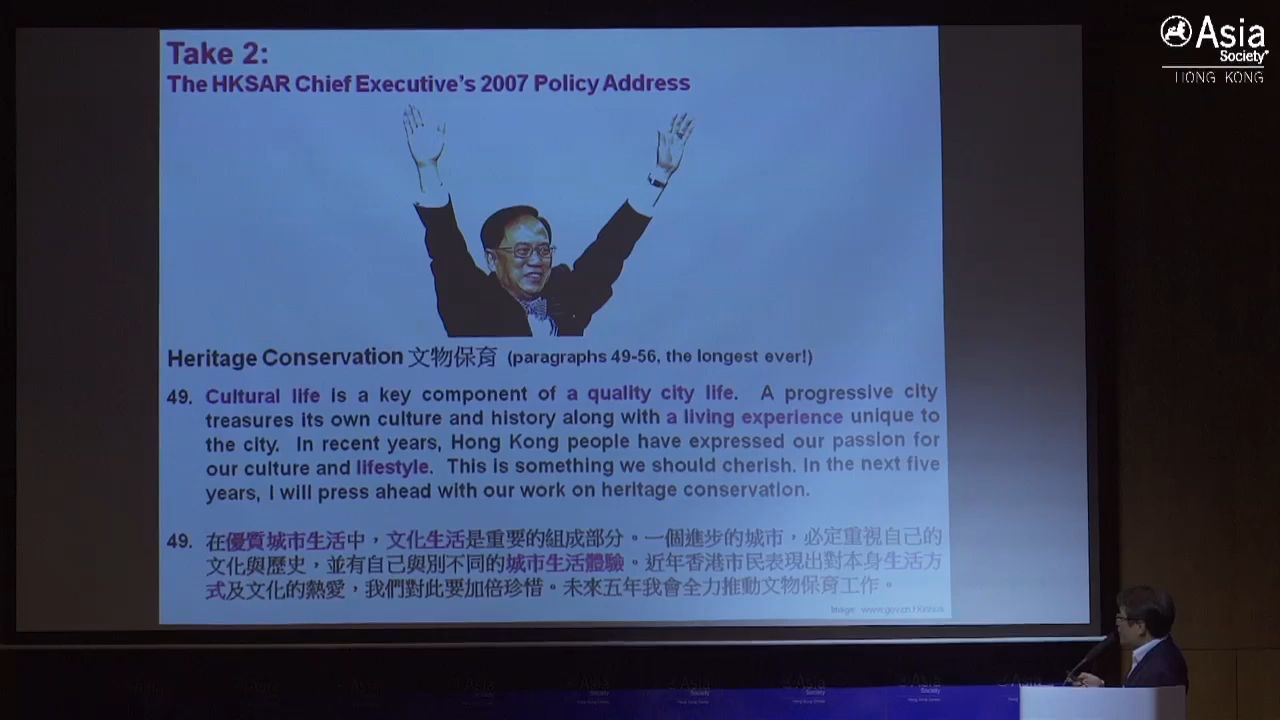 Asia
Society
HONG KONG
Take 2:
The HKSAR Chief Executive's 2007 Policy Address
Heritage Conservation 文物保育 (paragraphs 49-56, the longest ever!)
49. Cultural life is a key component of a quality city life. A progressive city
treasures its own culture and history along with a living experience unique to
the city. In recent years, Hong Kong people have expressed our passion for
our culture and lifestyle. This is something we should cherish. In the next five
years, I will press ahead with our work on heritage conservation.
49. 在優質城市生活中，文化生活是重要的組成部分。一個進步的城市，必定重視自己的
文化與歷史，並有自己與別不同的城市生活體驗。近年香港市民表現出對本身生活方
式及文化的熱愛，我們對此要加倍珍惜。未來五年我會全力推動文物保育工作。
Image:
Asia
Society
Asia
Society
Asia
Society
Asia
Society